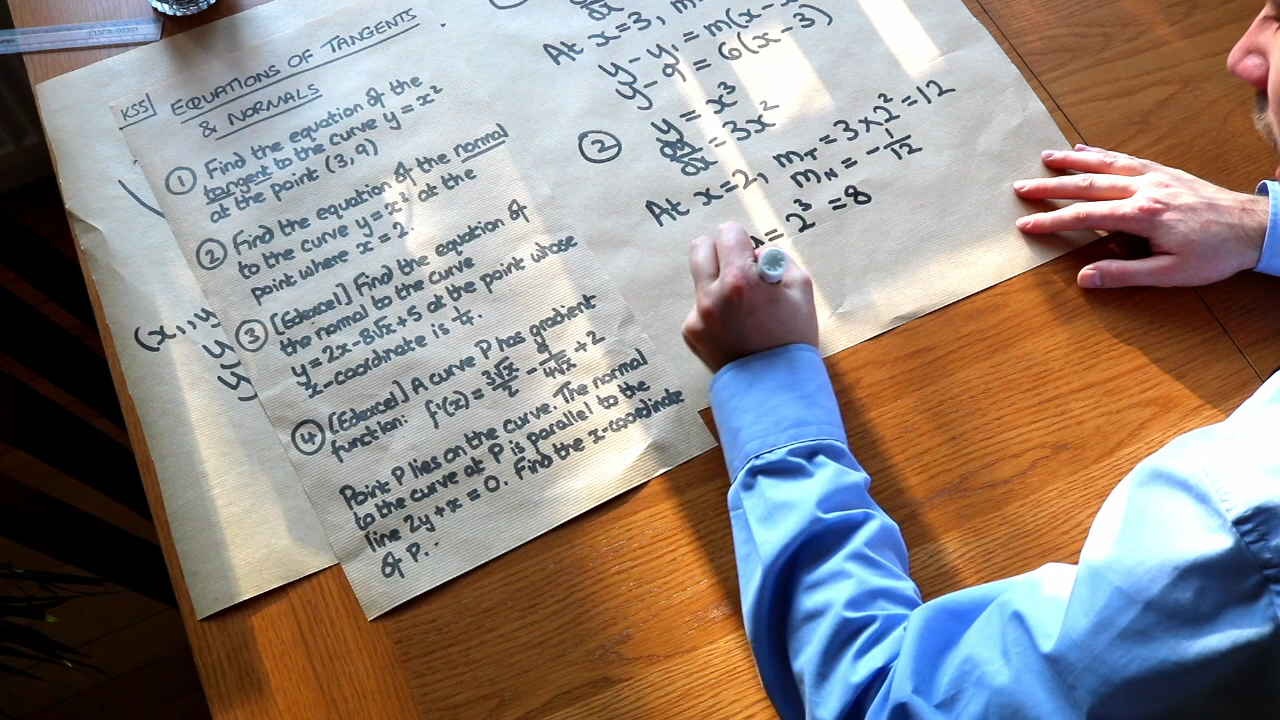 KS5
EQUATIONS OF TANGENTS
& NORMALS
① Find the equation of the
tangent to the curve y = x²
at the point (3, 9)
② Find the equation of the normal
to the curve y = x³ at the
point where x = 2.
③ [Edexcel] Find the equation of
the normal to the curve
y = 2x - 8√x + 5 at the point whose
x-coordinate is 1/4.
④ [Edexcel] A curve P has gradient
function: f'(x) = 3√x/2 - 9/4√x + 2
Point P lies on the curve. The normal
to the curve at P is parallel to the
line 2y + x = 0. Find the x-coordinate
of P.
(x₁, y
dx
At x=3, m
y - y₁ = m(x - x
y - 9 = 6(x - 3)
② y = x³
dy/dx = 3x²
At x=2, m_T = 3×2² = 12
m_N = -1/12
= 2³ = 8